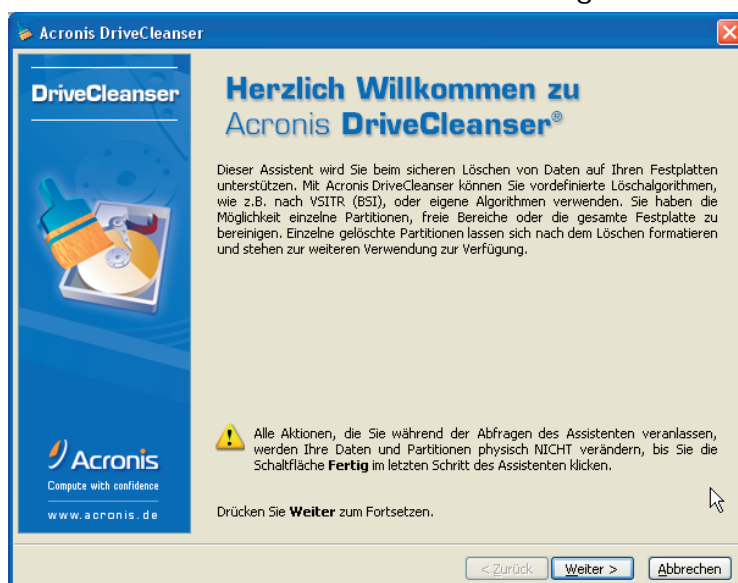 Acronis DriveCleanser
DriveCleanser
Herzlich Willkommen zu
Acronis DriveCleanser®
Dieser Assistent wird Sie beim sicheren Löschen von Daten auf Ihren Festplatten
unterstützen. Mit Acronis DriveCleanser können Sie vordefinierte Löschalgorithmen,
wie z.B. nach VSITR (BSI), oder eigene Algorithmen verwenden. Sie haben die
Möglichkeit einzelne Partitionen, freie Bereiche oder die gesamte Festplatte zu
bereinigen. Einzelne gelöschte Partitionen lassen sich nach dem Löschen formatieren
und stehen zur weiteren Verwendung zur Verfügung.
Alle Aktionen, die Sie während der Abfragen des Assistenten veranlassen,
werden Ihre Daten und Partitionen physisch NICHT verändern, bis Sie die
Schaltfläche Fertig im letzten Schritt des Assistenten klicken.
Acronis
Compute with confidence
www.acronis.de
Drücken Sie Weiter zum Fortsetzen.
< Zurück
Weiter >
Abbrechen